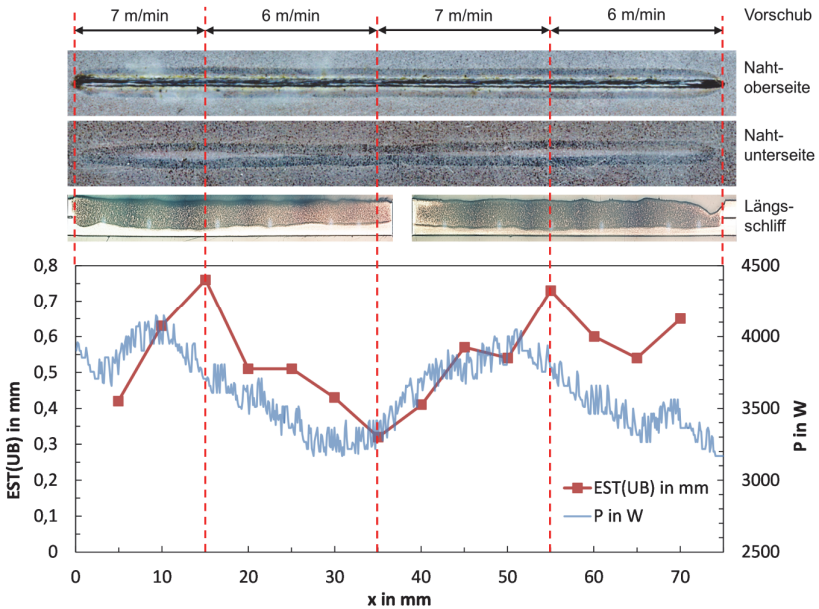 7 m/min 6 m/min 7 m/min 6 m/min Vorschub
Naht-
oberseite
Naht-
unterseite
Längs-
schliff
0,8
0,7
0,6
0,5
0,4
0,3
0,2
0,1
0
EST(UB) in mm
4500
4000
3500
3000
2500
P in W
EST(UB) in mm
P in W
0 10 20 30 40 50 60 70
x in mm